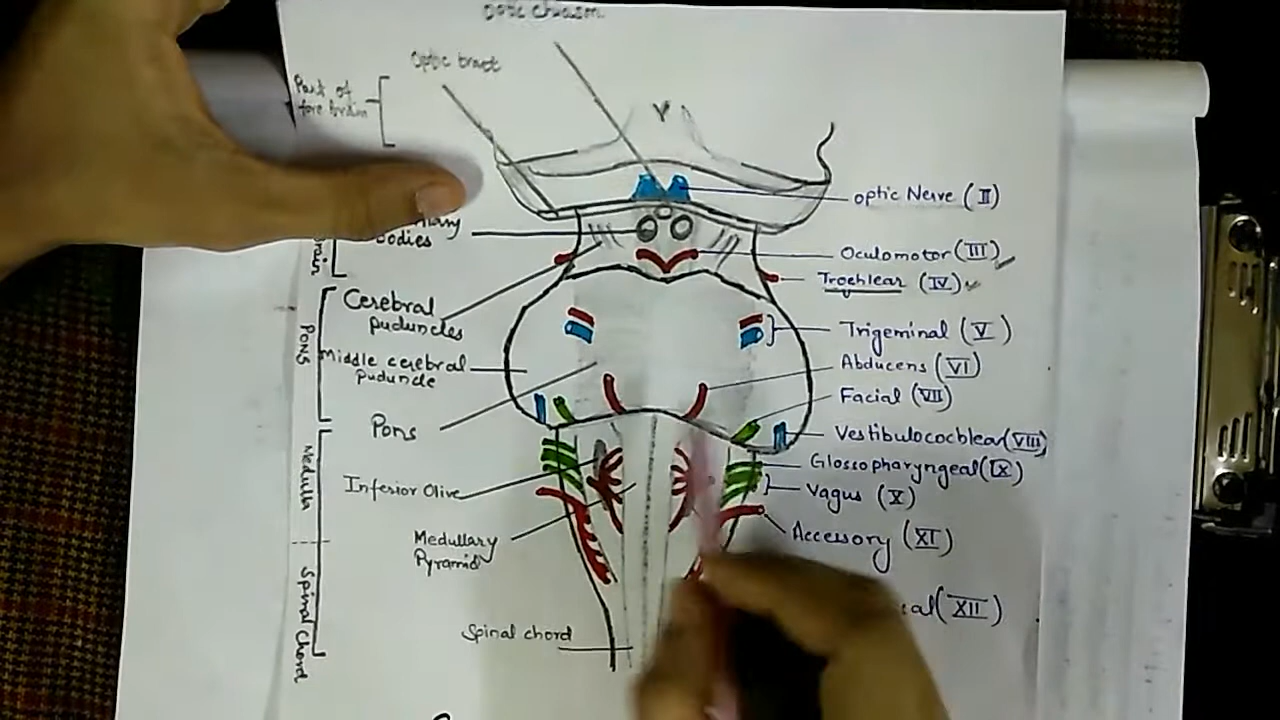 Optic chiasm
Optic tract
Part of
fore brain
bodies
Cerebral
puduncles
PONS
Middle cerebral
puduncle
Pons
Medulla
Inferior Olive
Medullary
Pyramid
Spinal chord
Spinal Chord
optic Nerve (II)
Oculomotor (III)
Trochlear (IV)
Trigeminal (V)
Abducens (VI)
Facial (VII)
Vestibulocochlear (VIII)
Glossopharyngeal (IX)
Vagus (X)
Accesory (XI)
(XII)